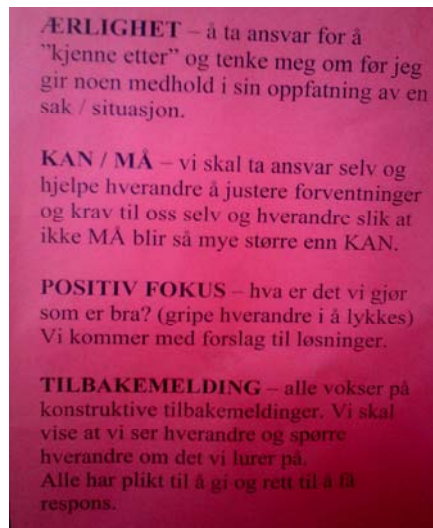 ÆRLIGHET – å ta ansvar for å
"kjenne etter" og tenke meg om før jeg
gir noen medhold i sin oppfatning av en
sak / situasjon.
KAN / MÅ – vi skal ta ansvar selv og
hjelpe hverandre å justere forventninger
og krav til oss selv og hverandre slik at
ikke MÅ blir så mye større enn KAN.
POSITIV FOKUS – hva er det vi gjør
som er bra? (gripe hverandre i å lykkes)
Vi kommer med forslag til løsninger.
TILBAKEMELDING – alle vokser på
konstruktive tilbakemeldinger. Vi skal
vise at vi ser hverandre og spørre
hverandre om det vi lurer på.
Alle har plikt til å gi og rett til å få
respons.